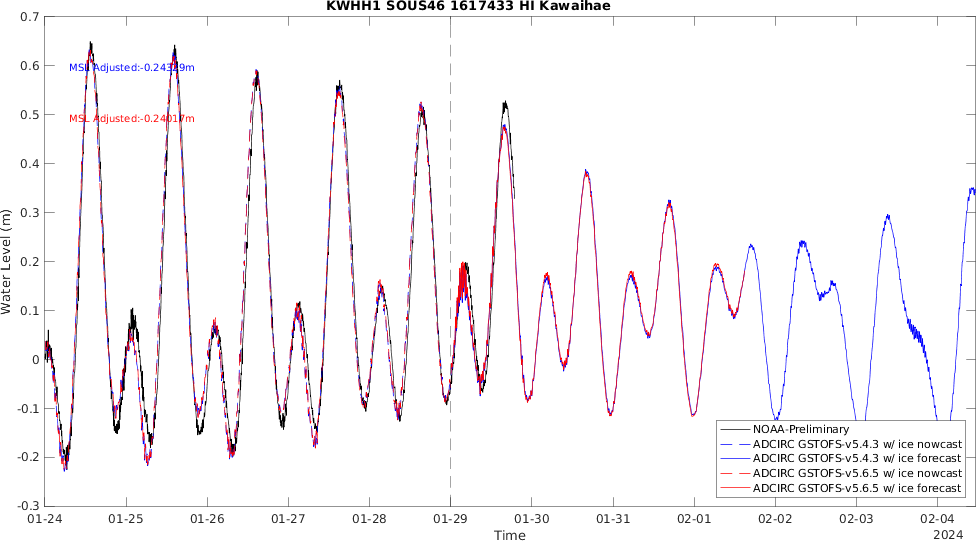 KWHH1 SOUS46 1617433 HI Kawaihae
0.7
0.6
0.5
0.4
0.3
0.2
0.1
0
-0.1
-0.2
-0.3
Water Level (m)
MSL Adjusted:-0.24329m
MSL Adjusted:-0.24017m
NOAA-Preliminary
ADCIRC GSTOFS-v5.4.3 w/ ice nowcast
ADCIRC GSTOFS-v5.4.3 w/ ice forecast
ADCIRC GSTOFS-v5.6.5 w/ ice nowcast
ADCIRC GSTOFS-v5.6.5 w/ ice forecast
01-24 01-25 01-26 01-27 01-28 01-29 01-30 01-31 02-01 02-02 02-03 02-04
Time
2024